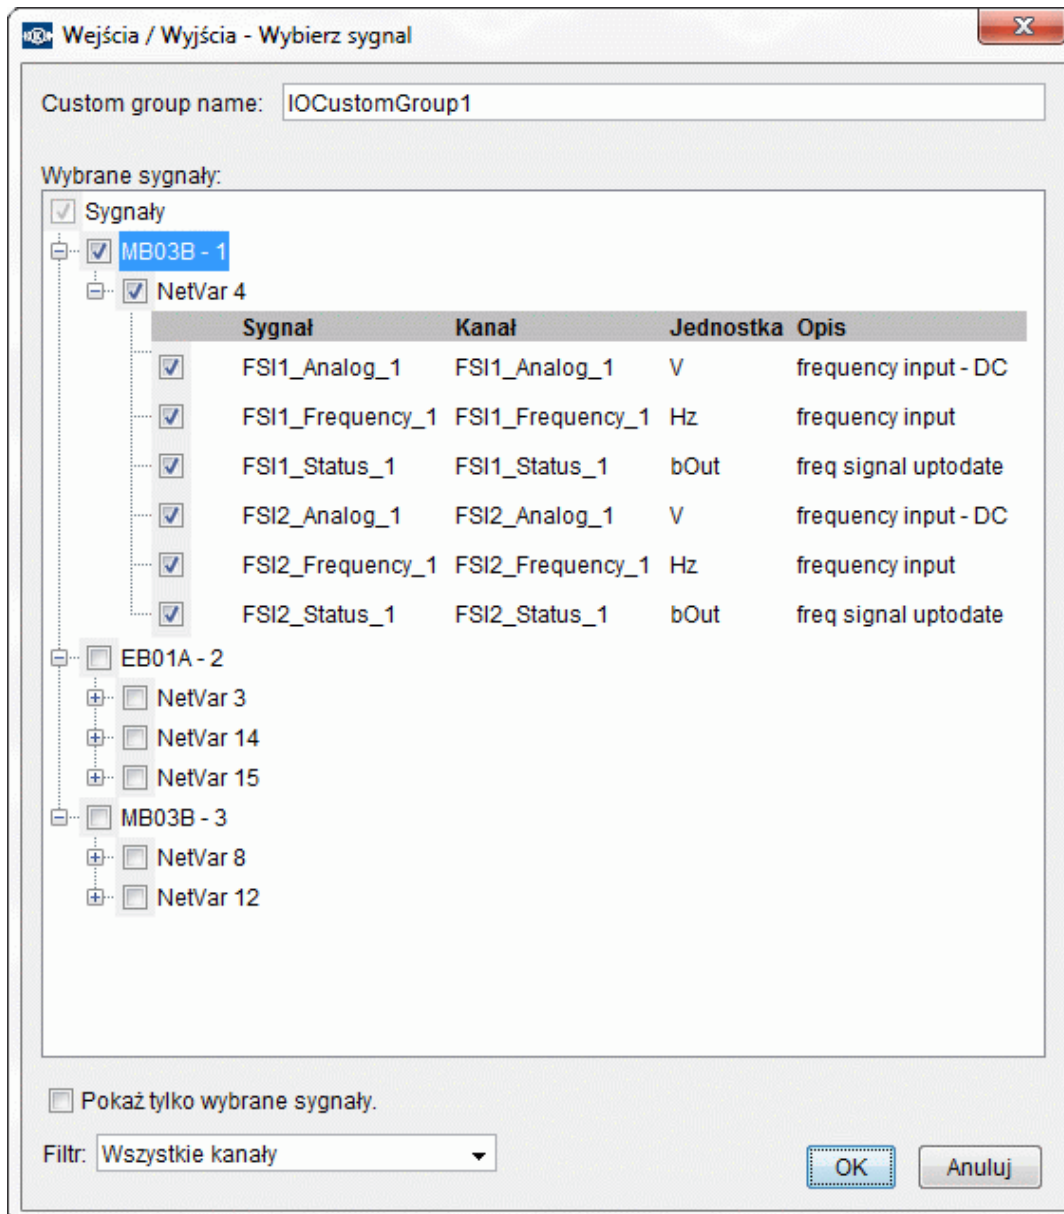 Wejścia / Wyjścia - Wybierz sygnal
Custom group name: IOCustomGroup1
Wybrane sygnały:
Sygnały
MB03B - 1
NetVar 4
Sygnał Kanał Jednostka Opis
FSI1_Analog_1 FSI1_Analog_1 V frequency input - DC
FSI1_Frequency_1 FSI1_Frequency_1 Hz frequency input
FSI1_Status_1 FSI1_Status_1 bOut freq signal uptodate
FSI2_Analog_1 FSI2_Analog_1 V frequency input - DC
FSI2_Frequency_1 FSI2_Frequency_1 Hz frequency input
FSI2_Status_1 FSI2_Status_1 bOut freq signal uptodate
EB01A - 2
NetVar 3
NetVar 14
NetVar 15
MB03B - 3
NetVar 8
NetVar 12
Pokaż tylko wybrane sygnały.
Filtr: Wszystkie kanały
OK Anuluj